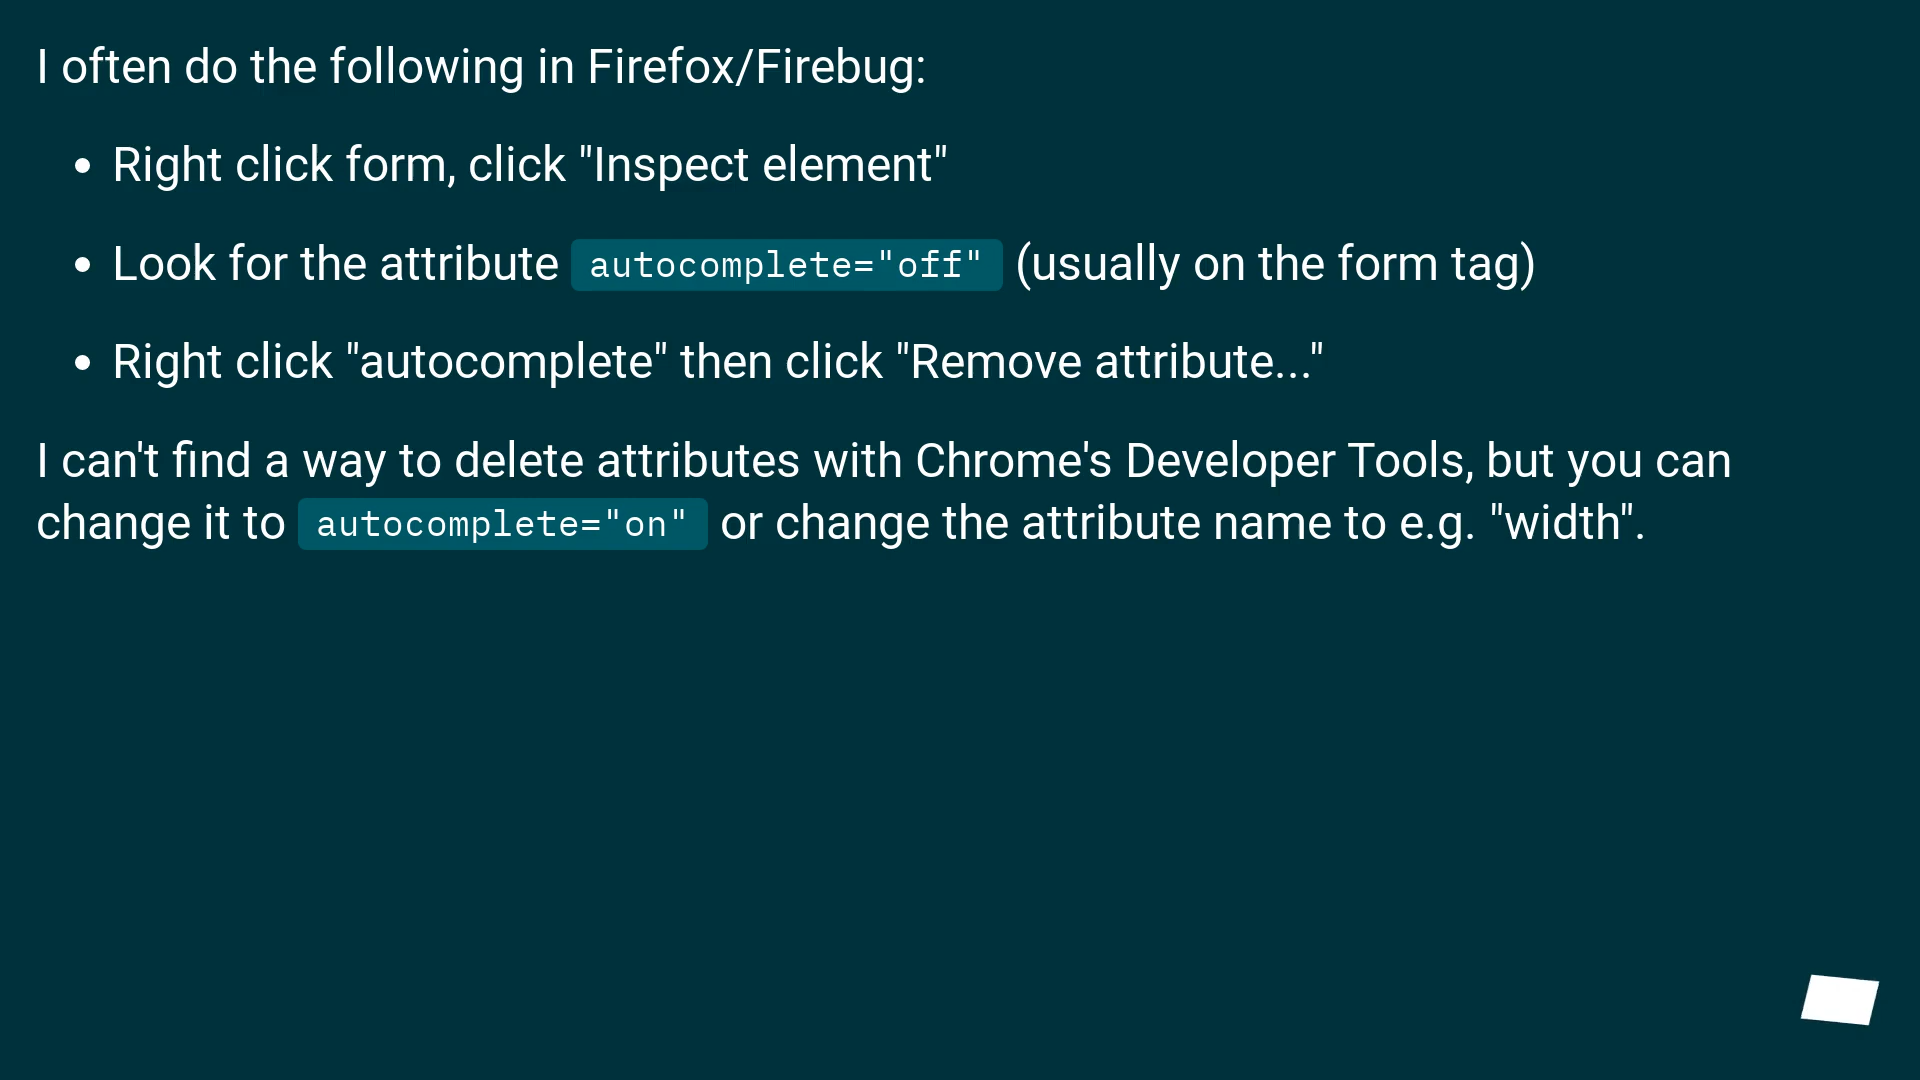 I often do the following in Firefox/Firebug:
Right click form, click "Inspect element"
Look for the attribute autocomplete="off" (usually on the form tag)
Right click "autocomplete" then click "Remove attribute..."
I can't find a way to delete attributes with Chrome's Developer Tools, but you can
change it to autocomplete="on" or change the attribute name to e.g. "width".